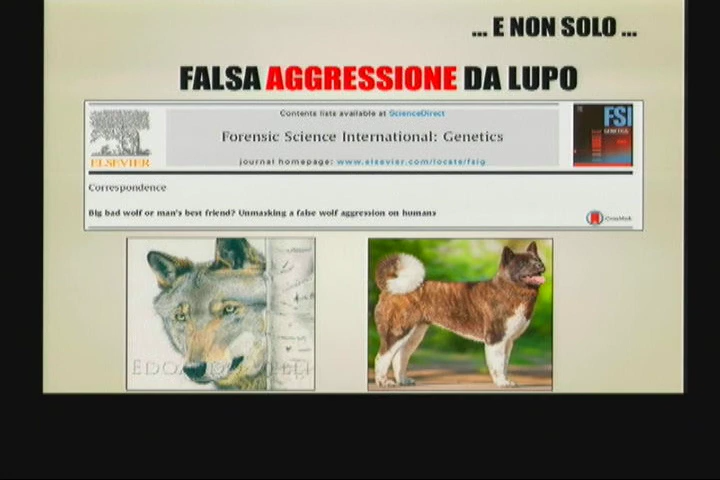 ... E NON SOLO ...
FALSA AGGRESSIONE DA LUPO
Contents lists available at ScienceDirect
Forensic Science International: Genetics
journal homepage: www.elsevier.com/locate/fsig
ELSEVIER
FSI
GENETICS
Correspondence
Big bad wolf or man's best friend? Unmasking a false wolf aggression on humans
CrossMark